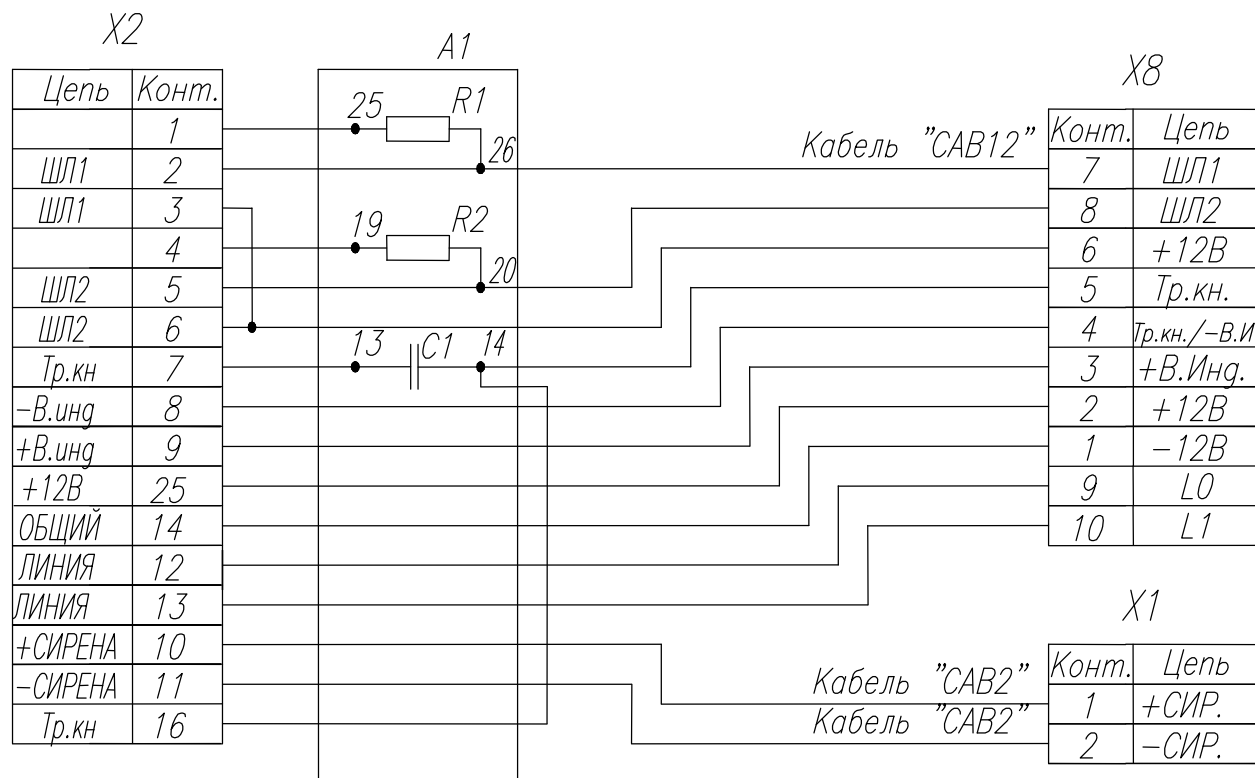 X2
Цепь Конт.
1
ШЛ1 2
ШЛ1 3
4
ШЛ2 5
ШЛ2 6
Тр.кн 7
-В.инд 8
+В.инд 9
+12В 25
ОБЩИЙ 14
ЛИНИЯ 12
ЛИНИЯ 13
+СИРЕНА 10
-СИРЕНА 11
Тр.кн 16
A1
25 R1
26
19 R2
20
13 C1 14
Кабель "CAB12"
X8
Конт. Цепь
7 ШЛ1
8 ШЛ2
6 +12В
5 Тр.кн.
4 Тр.кн./-В.И
3 +В.Инд.
2 +12В
1 -12В
9 L0
10 L1
Кабель "CAB2"
Кабель "CAB2"
X1
Конт. Цепь
1 +СИР.
2 -СИР.